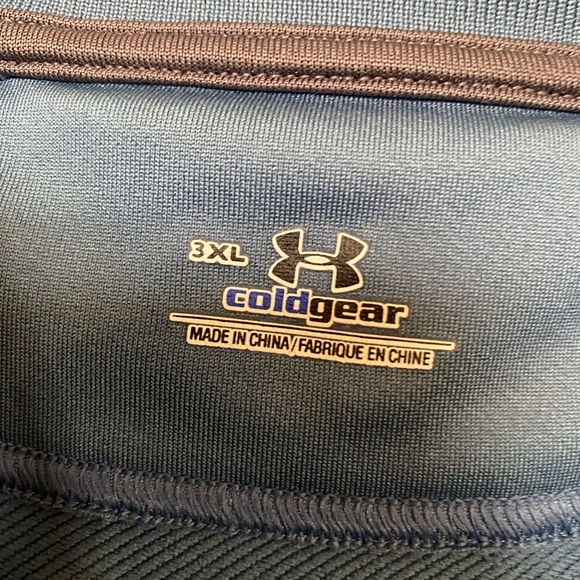 3XL
coldgear
MADE IN CHINA/FABRIQUE EN CHINE